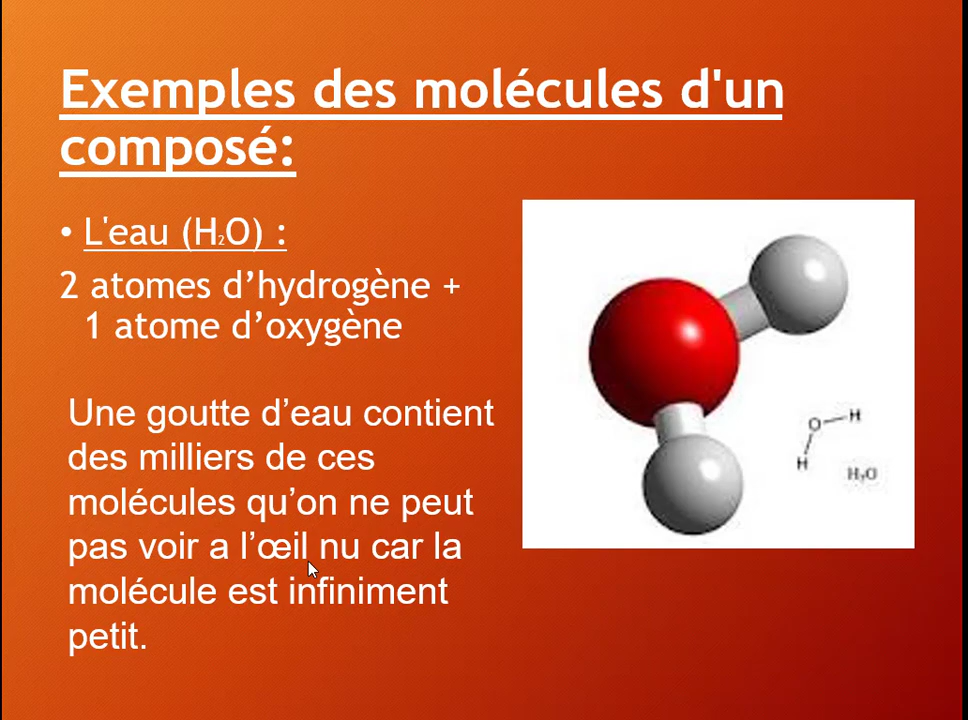 Exemples des molécules d'un
composé:
• L'eau (H₂O) :
2 atomes d’hydrogène +
1 atome d’oxygène
Une goutte d’eau contient
des milliers de ces
molécules qu’on ne peut
pas voir a l’œil nu car la
molécule est infiniment
petit.
O H
H
H₂O